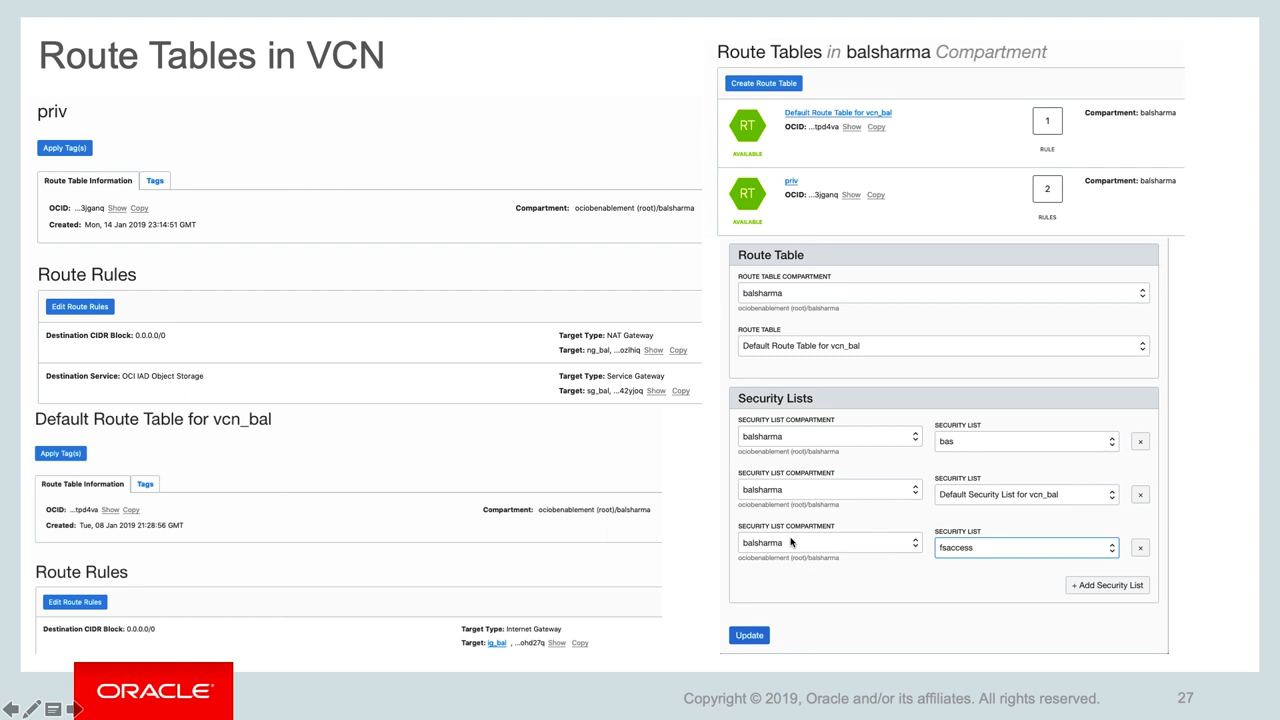 Route Tables in VCN
priv
Apply Tag(s)
Route Table Information Tags
OCID: ...3jganq Show Copy Compartment: ociobenablement (root)/balsharma
Created: Mon, 14 Jan 2019 23:14:51 GMT
Route Rules
Edit Route Rules
Destination CIDR Block: 0.0.0.0/0 Target Type: NAT Gateway
Target: ng_bal, ...ozlhiq Show Copy
Destination Service: OCI IAD Object Storage Target Type: Service Gateway
Target: sg_bal, ...42yjoq Show Copy
Default Route Table for vcn_bal
Apply Tag(s)
Route Table Information Tags
OCID: ...tpd4va Show Copy Compartment: ociobenablement (root)/balsharma
Created: Tue, 08 Jan 2019 21:28:56 GMT
Route Rules
Edit Route Rules
Destination CIDR Block: 0.0.0.0/0 Target Type: Internet Gateway
Target: ig_bal , ...ohd27q Show Copy
Route Tables in balsharma Compartment
Create Route Table
RT Default Route Table for vcn_bal 1 Compartment: balsharma
OCID: ...tpd4va Show Copy
AVAILABLE RULE
RT priv 2 Compartment: balsharma
OCID: ...3jganq Show Copy
AVAILABLE RULES
Route Table
ROUTE TABLE COMPARTMENT
balsharma
ociobenablement (root)/balsharma
ROUTE TABLE
Default Route Table for vcn_bal
Security Lists
SECURITY LIST COMPARTMENT SECURITY LIST
balsharma bas ×
ociobenablement (root)/balsharma
SECURITY LIST COMPARTMENT SECURITY LIST
balsharma Default Security List for vcn_bal ×
ociobenablement (root)/balsharma
SECURITY LIST COMPARTMENT SECURITY LIST
balsharma fsaccess ×
ociobenablement (root)/balsharma
+ Add Security List
Update
ORACLE®
Copyright © 2019, Oracle and/or its affiliates. All rights reserved. 27